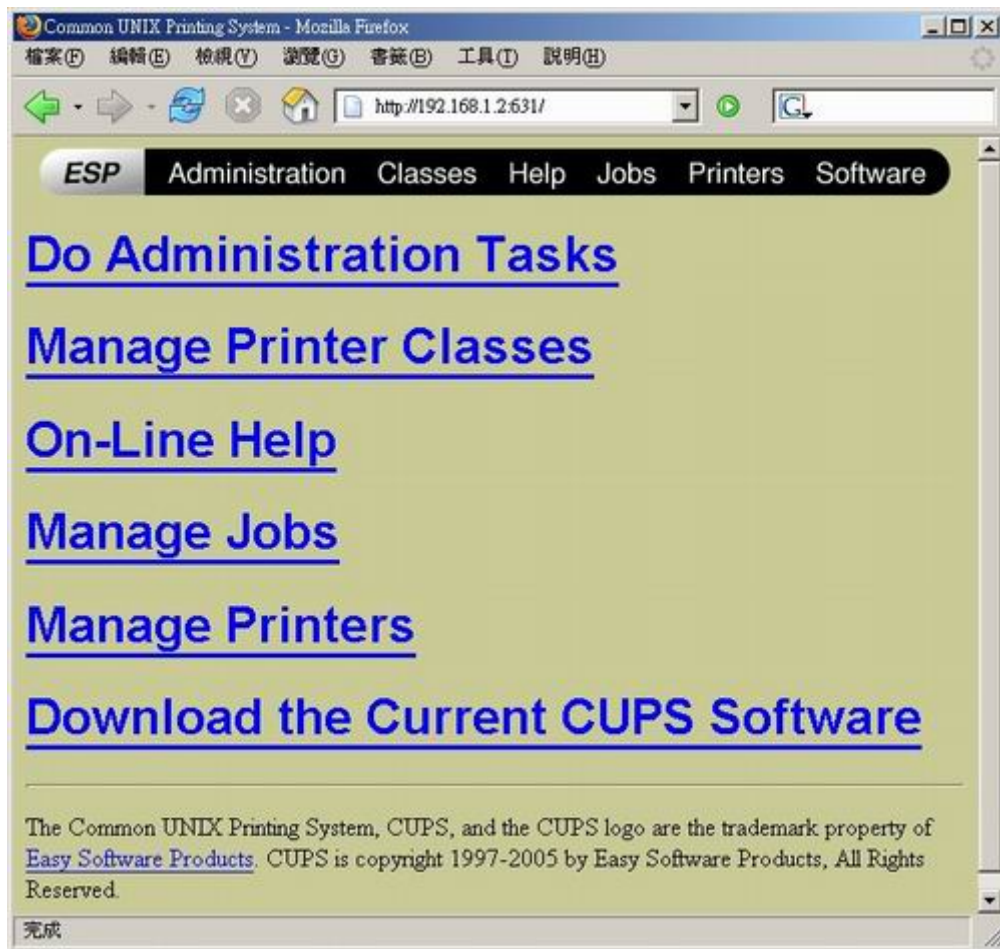 Common UNIX Printing System - Mozilla Firefox
檔案(F) 編輯(E) 檢視(V) 瀏覽(G) 書籤(B) 工具(T) 說明(H)
http://192.168.1.2:631/
G
ESP Administration Classes Help Jobs Printers Software
Do Administration Tasks
Manage Printer Classes
On-Line Help
Manage Jobs
Manage Printers
Download the Current CUPS Software
The Common UNIX Printing System, CUPS, and the CUPS logo are the trademark property of
Easy Software Products. CUPS is copyright 1997-2005 by Easy Software Products, All Rights
Reserved.
完成